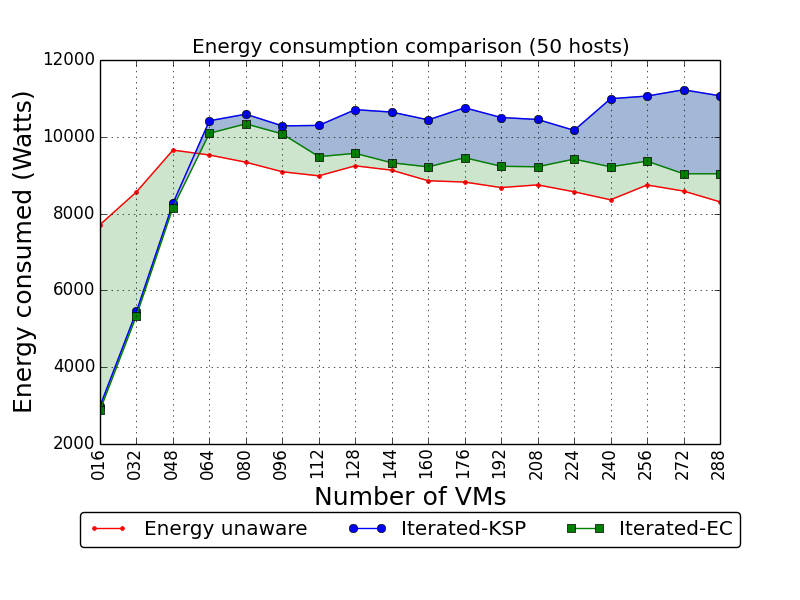 Energy consumption comparison (50 hosts)
Energy consumed (Watts)
12000
10000
8000
6000
4000
2000
016 032 048 064 080 096 112 128 144 160 176 192 208 224 240 256 272 288
Number of VMs
Energy unaware Iterated-KSP Iterated-EC